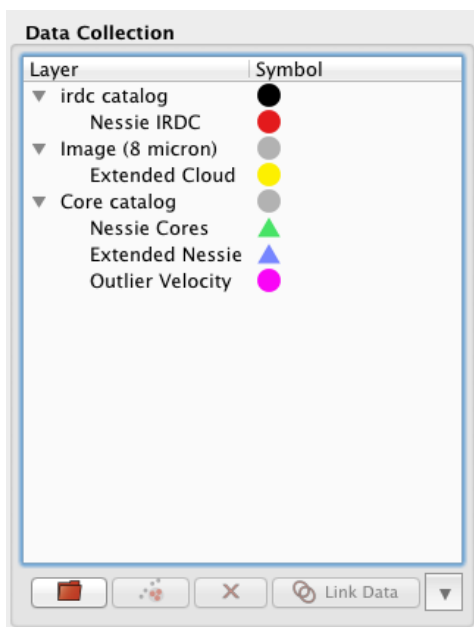 Data Collection
Layer Symbol
irdc catalog
Nessie IRDC
Image (8 micron)
Extended Cloud
Core catalog
Nessie Cores
Extended Nessie
Outlier Velocity
Link Data